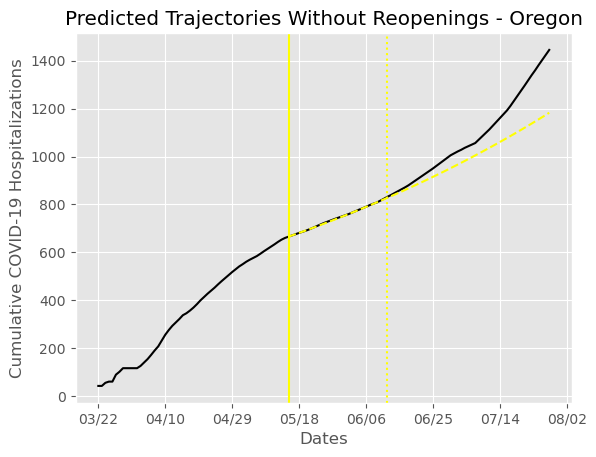 Predicted Trajectories Without Reopenings - Oregon
Cumulative COVID-19 Hospitalizations
1400
1200
1000
800
600
400
200
0
03/22 04/10 04/29 05/18 06/06 06/25 07/14 08/02
Dates